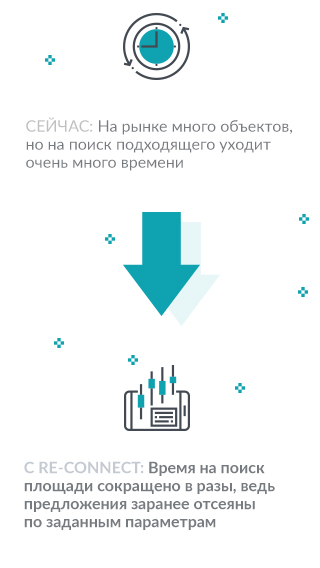 СЕЙЧАС: На рынке много объектов,
но на поиск подходящего уходит
очень много времени
С RE-CONNECT: Время на поиск
площади сокращено в разы, ведь
предложения заранее отсеяны
по заданным параметрам